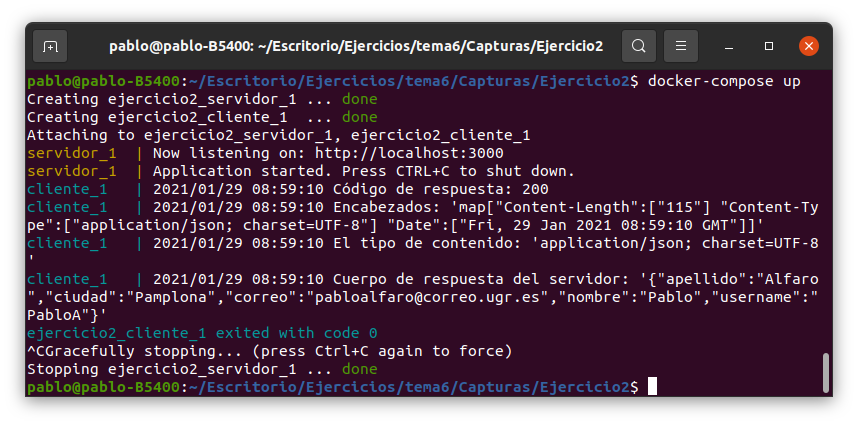 pablo@pablo-B5400: ~/Escritorio/Ejercicios/tema6/Capturas/Ejercicio2
pablo@pablo-B5400:~/Escritorio/Ejercicios/tema6/Capturas/Ejercicio2$ docker-compose up
Creating ejercicio2_servidor_1 ... done
Creating ejercicio2_cliente_1  ... done
Attaching to ejercicio2_servidor_1, ejercicio2_cliente_1
servidor_1  | Now listening on: http://localhost:3000
servidor_1  | Application started. Press CTRL+C to shut down.
cliente_1   | 2021/01/29 08:59:10 Código de respuesta: 200
cliente_1   | 2021/01/29 08:59:10 Encabezados: 'map["Content-Length":["115"] "Content-Ty
pe":["application/json; charset=UTF-8"] "Date":["Fri, 29 Jan 2021 08:59:10 GMT"]]'
cliente_1   | 2021/01/29 08:59:10 El tipo de contenido: 'application/json; charset=UTF-8
'
cliente_1   | 2021/01/29 08:59:10 Cuerpo de respuesta del servidor: '{"apellido":"Alfaro
","ciudad":"Pamplona","correo":"pabloalfaro@correo.ugr.es","nombre":"Pablo","username":"
PabloA"}'
ejercicio2_cliente_1 exited with code 0
^CGracefully stopping... (press Ctrl+C again to force)
Stopping ejercicio2_servidor_1 ... done
pablo@pablo-B5400:~/Escritorio/Ejercicios/tema6/Capturas/Ejercicio2$